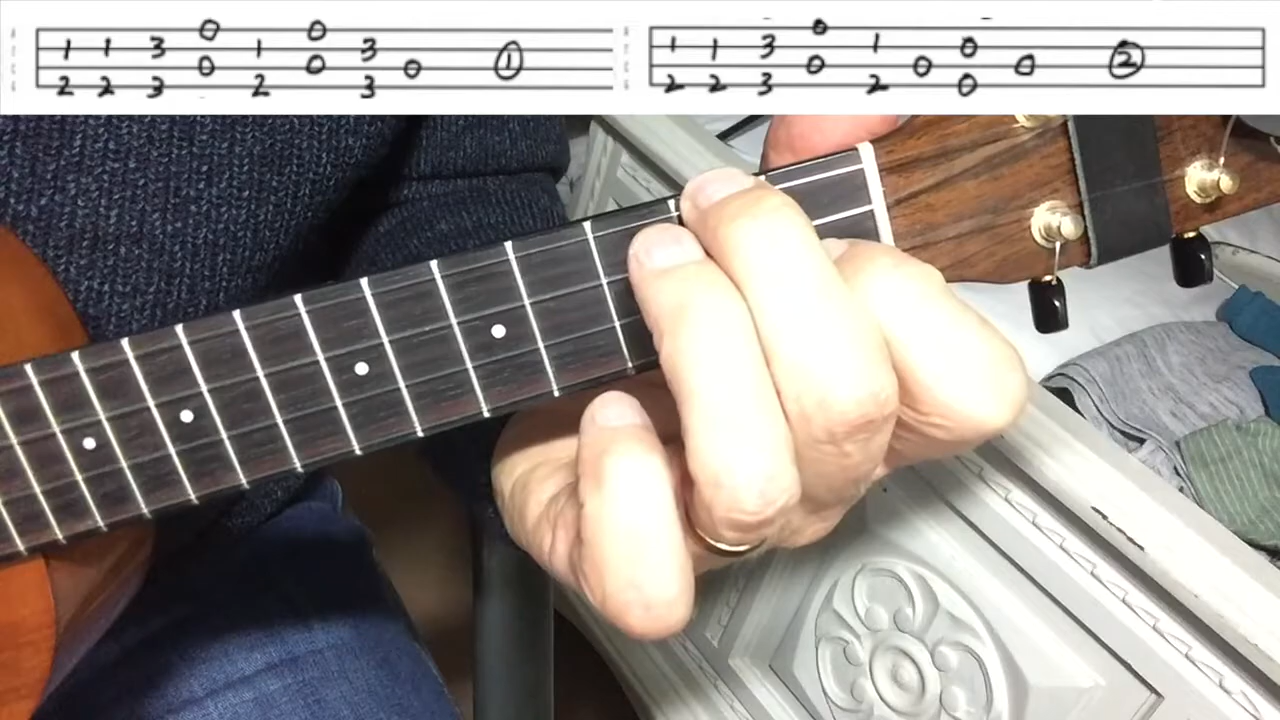 0 0
1 1 3 1 3
0 0 0 ①
2 2 3 2 3
0
1 1 3 1 0
0 0 0 ②
2 2 3 2 0